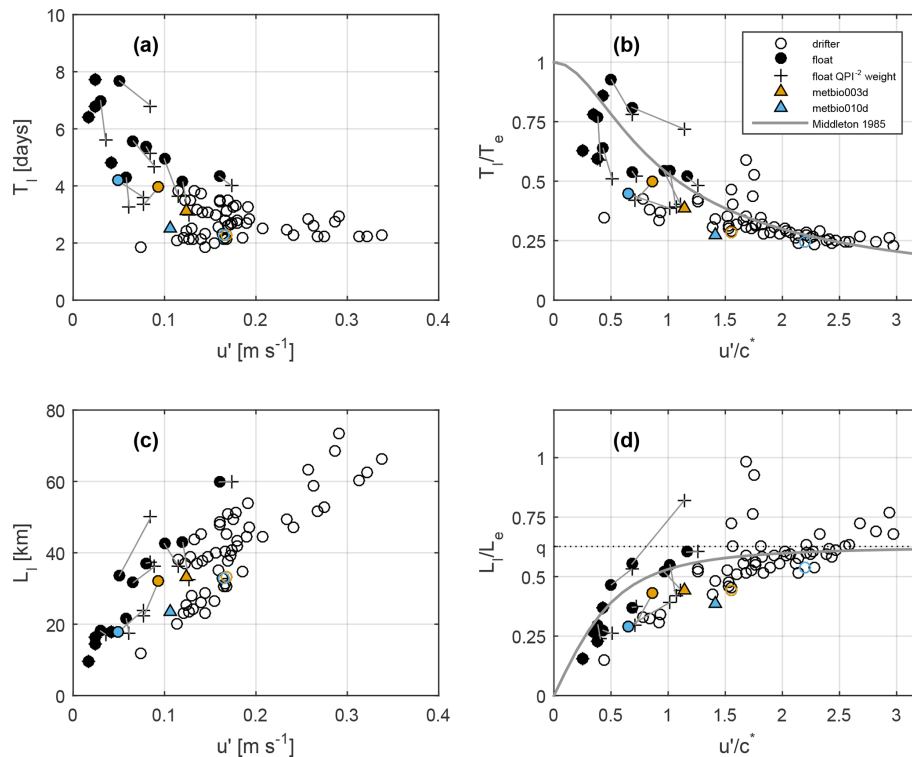 (a)
10
8
6
4
2
0
T_l [days]
0 0.1 0.2 0.3 0.4
u' [m s^-1]
(b)
drifter
float
float QPI^-2 weight
metbio003d
metbio010d
Middleton 1985
1
0.75
0.5
0.25
0
T_l/T_e
0 0.5 1 1.5 2 2.5 3
u'/c^*
(c)
80
60
40
20
0
L_l [km]
0 0.1 0.2 0.3 0.4
u' [m s^-1]
(d)
1
0.75
q
0.5
0.25
0
L_l/L_e
0 0.5 1 1.5 2 2.5 3
u'/c^*